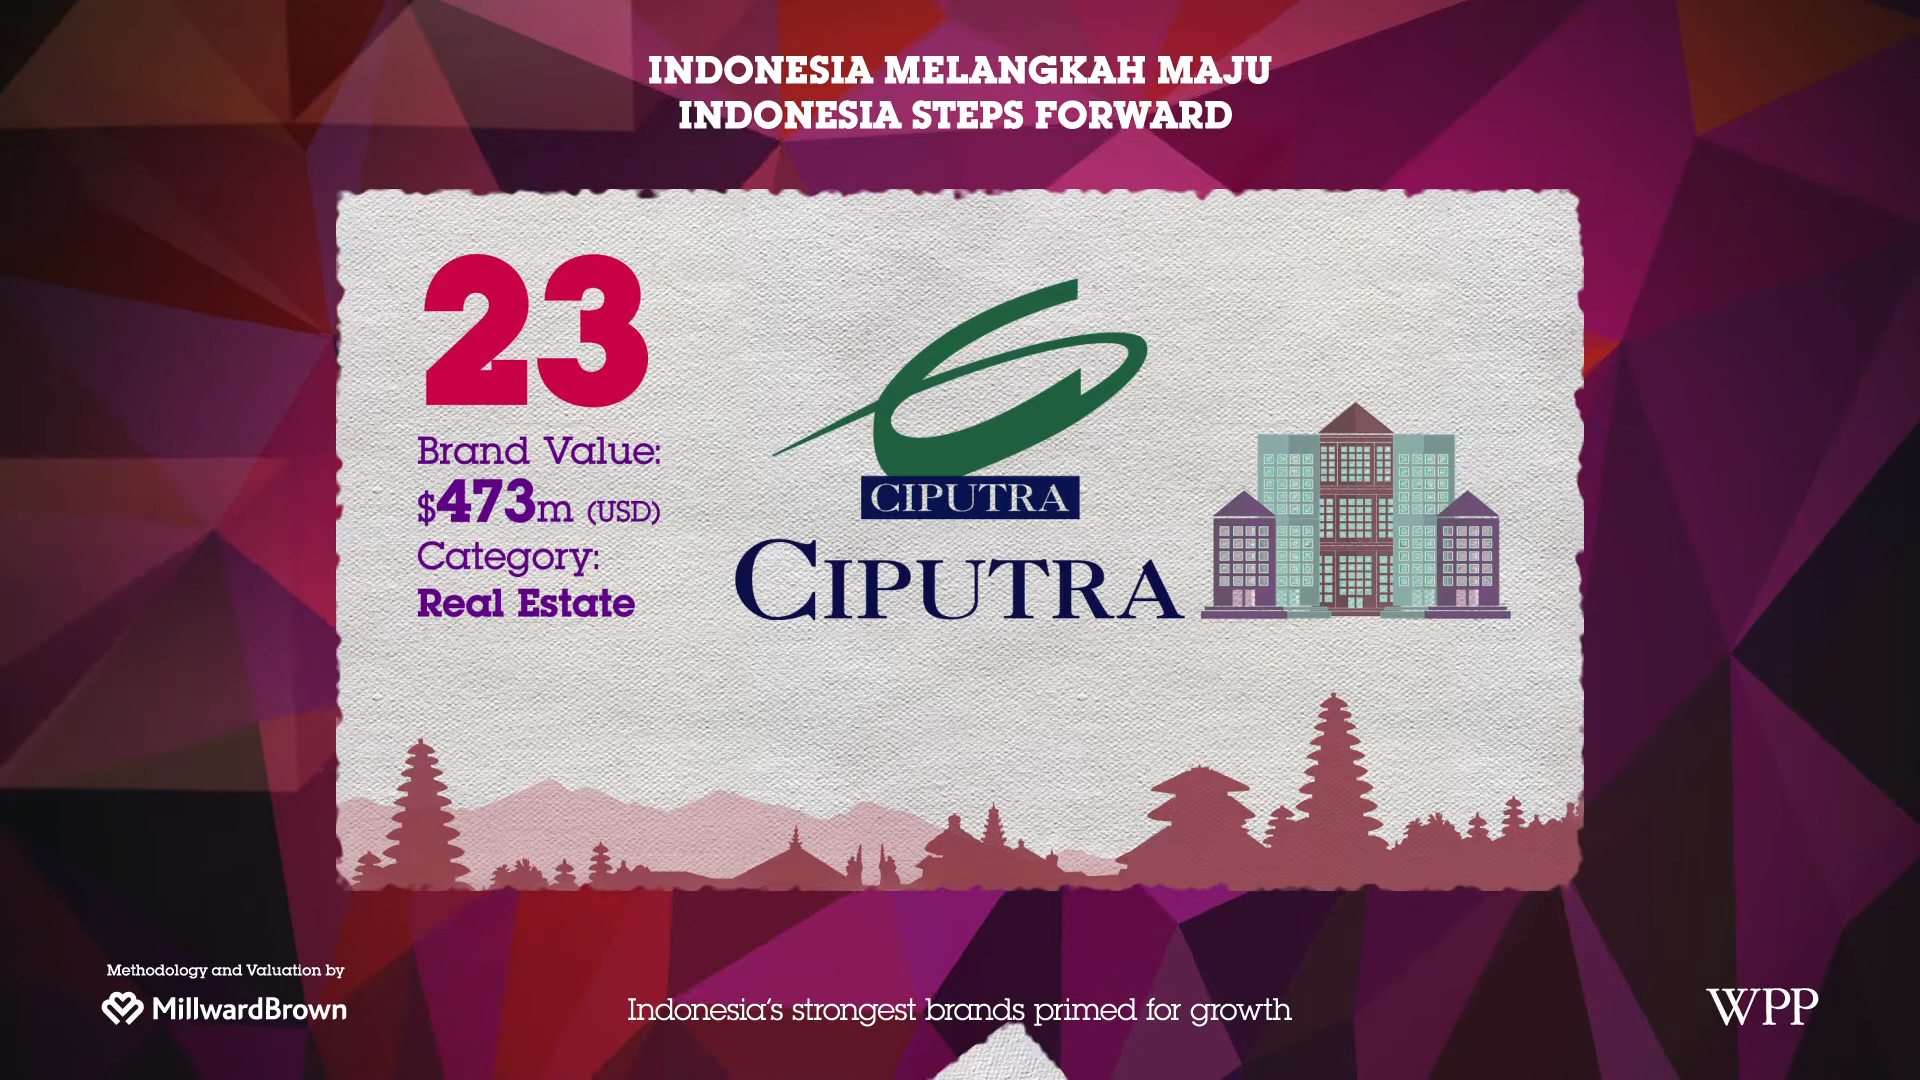 INDONESIA MELANGKAH MAJU
INDONESIA STEPS FORWARD
23
Brand Value:
$473m (USD)
Category:
Real Estate
CIPUTRA
CIPUTRA
Methodology and Valuation by
MillwardBrown
Indonesia's strongest brands primed for growth
WPP